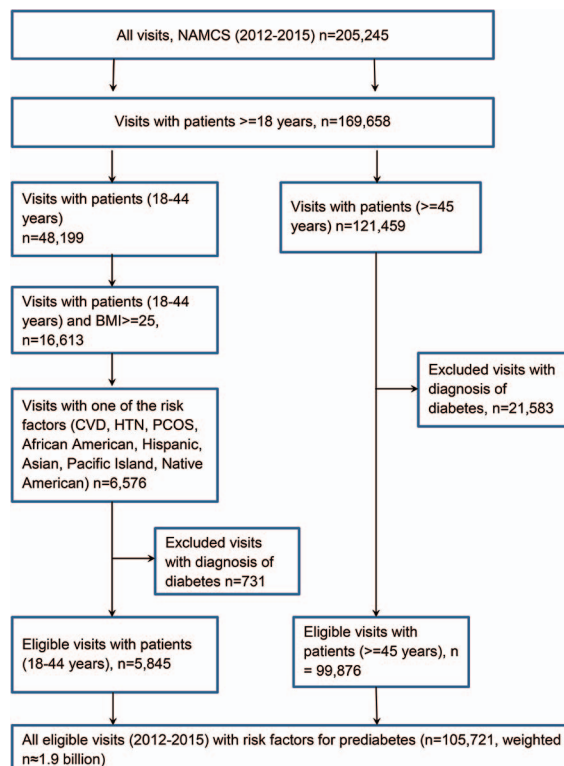 All visits, NAMCS (2012-2015) n=205,245
Visits with patients >=18 years, n=169,658
Visits with patients (18-44
years)
n=48,199
Visits with patients (>=45
years) n=121,459
Visits with patients (18-44
years) and BMI>=25,
n=16,613
Excluded visits with
diagnosis of
diabetes, n=21,583
Visits with one of the risk
factors (CVD, HTN, PCOS,
African American, Hispanic,
Asian, Pacific Island, Native
American) n=6,576
Excluded visits
with diagnosis of
diabetes n=731
Eligible visits with patients
(18-44 years), n=5,845
Eligible visits with
patients (>=45 years), n
= 99,876
All eligible visits (2012-2015) with risk factors for prediabetes (n=105,721, weighted
n≈1.9 billion)